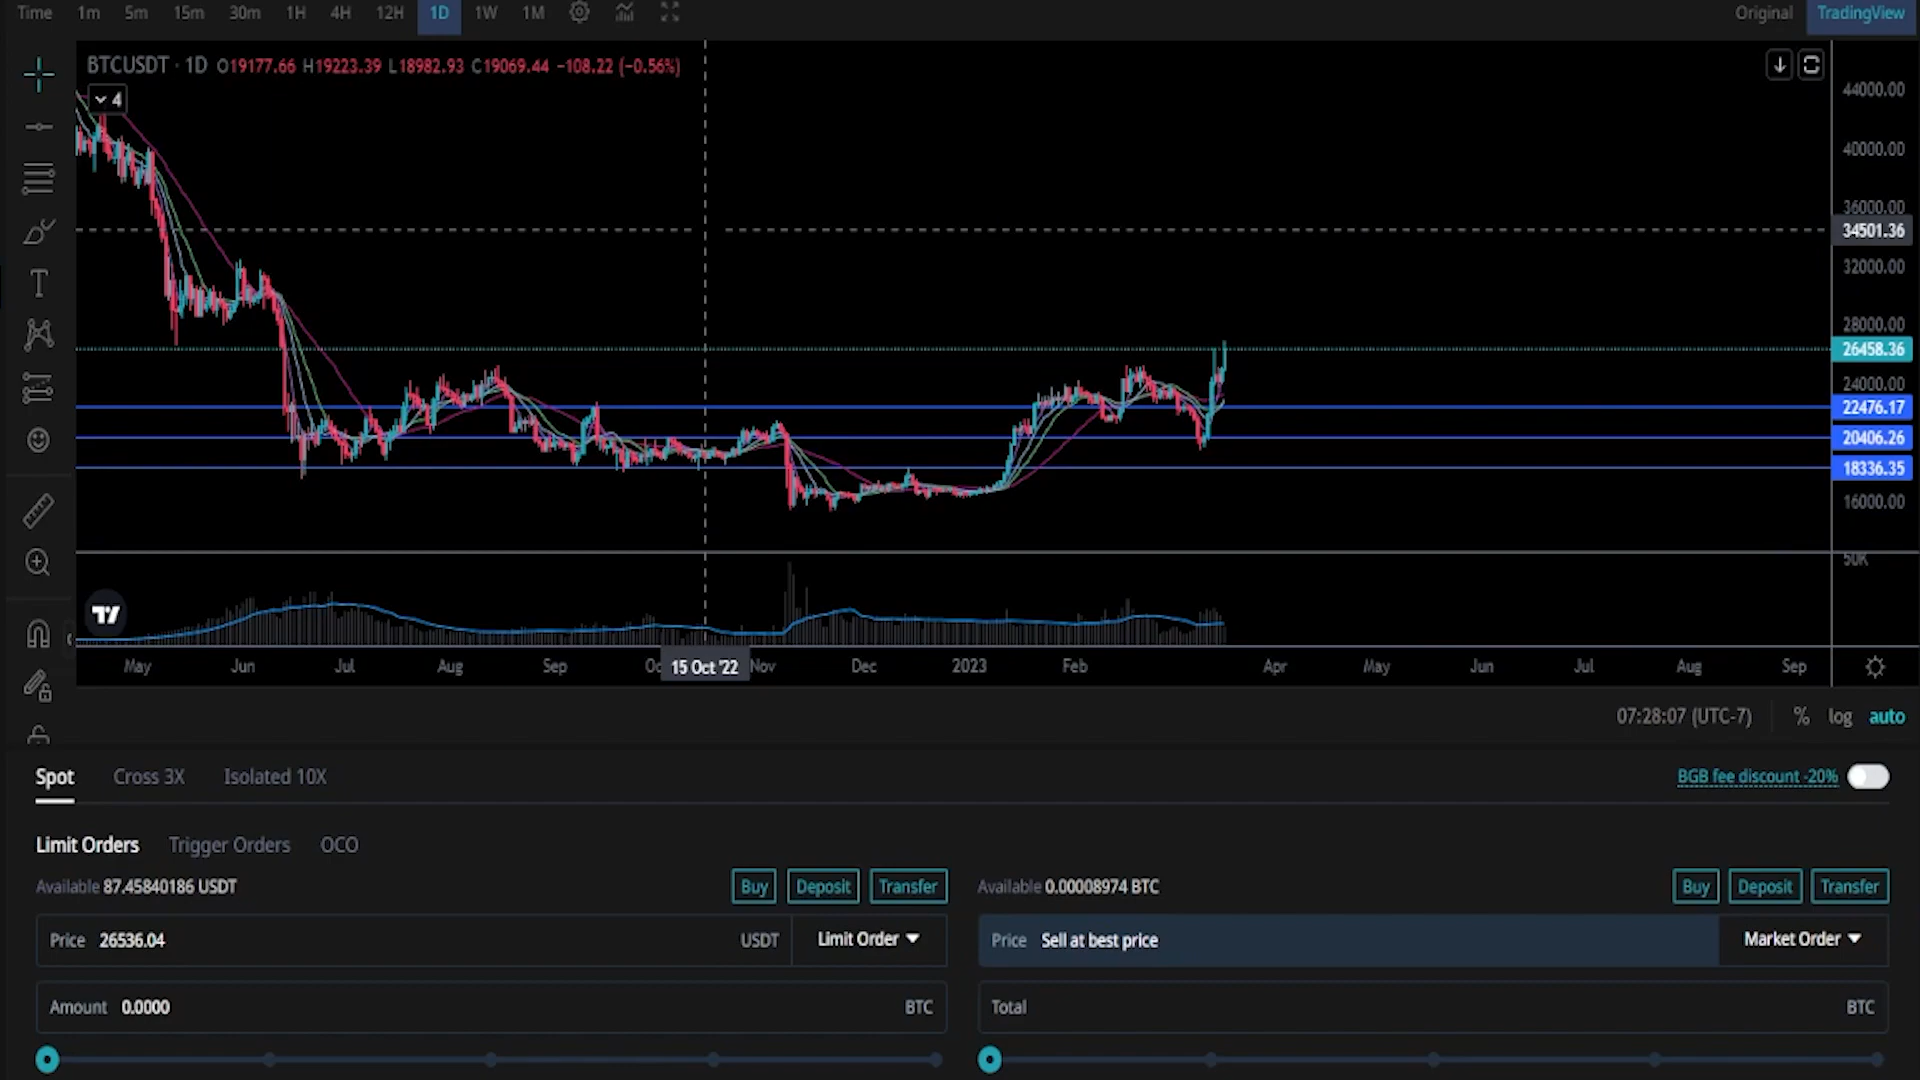 Time 1m 5m 15m 30m 1H 4H 12H 1D 1W 1M Original TradingView
BTCUSDT · 1D O19177.66 H19223.39 L18982.93 C19069.44 −108.22 (−0.56%)
4
44000.00
40000.00
36000.00
34501.36
32000.00
28000.00
26458.36
24000.00
22476.17
20406.26
18336.35
16000.00
50K
May Jun Jul Aug Sep 15 Oct '22 Nov Dec 2023 Feb Apr May Jun Jul Aug Sep
07:28:07 (UTC-7) % log auto
Spot Cross 3X Isolated 10X BGB fee discount -20%
Limit Orders Trigger Orders OCO
Available 87.45840186 USDT Buy Deposit Transfer Available 0.00008974 BTC Buy Deposit Transfer
Price 26536.04 USDT Limit Order Price Sell at best price Market Order
Amount 0.0000 BTC Total BTC